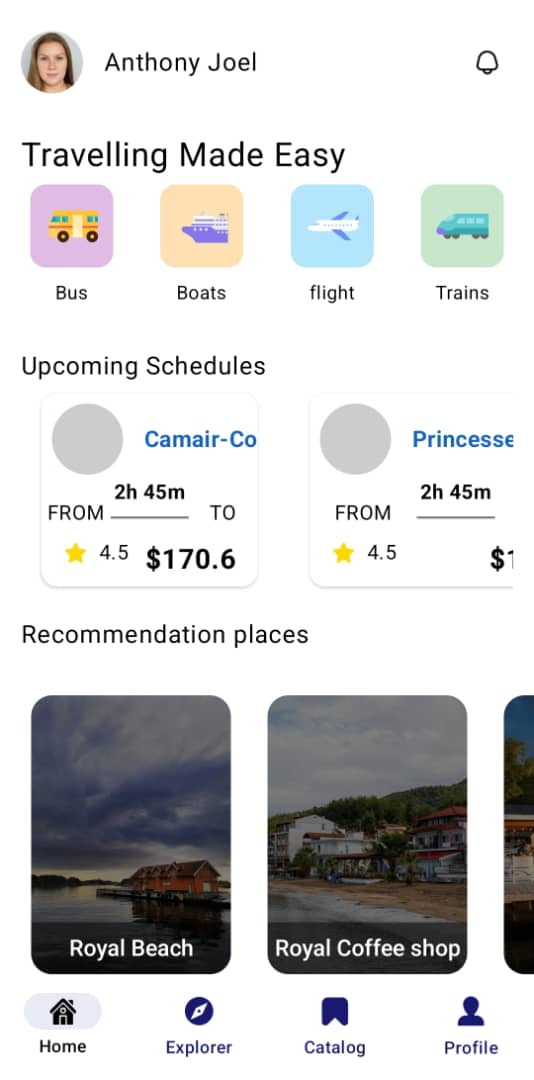 Anthony Joel
Travelling Made Easy
Bus Boats flight Trains
Upcoming Schedules
Camair-Co
2h 45m
FROM TO
4.5 $170.6
Princesse
2h 45m
FROM
4.5 $1
Recommendation places
Royal Beach
Royal Coffee shop
Home Explorer Catalog Profile